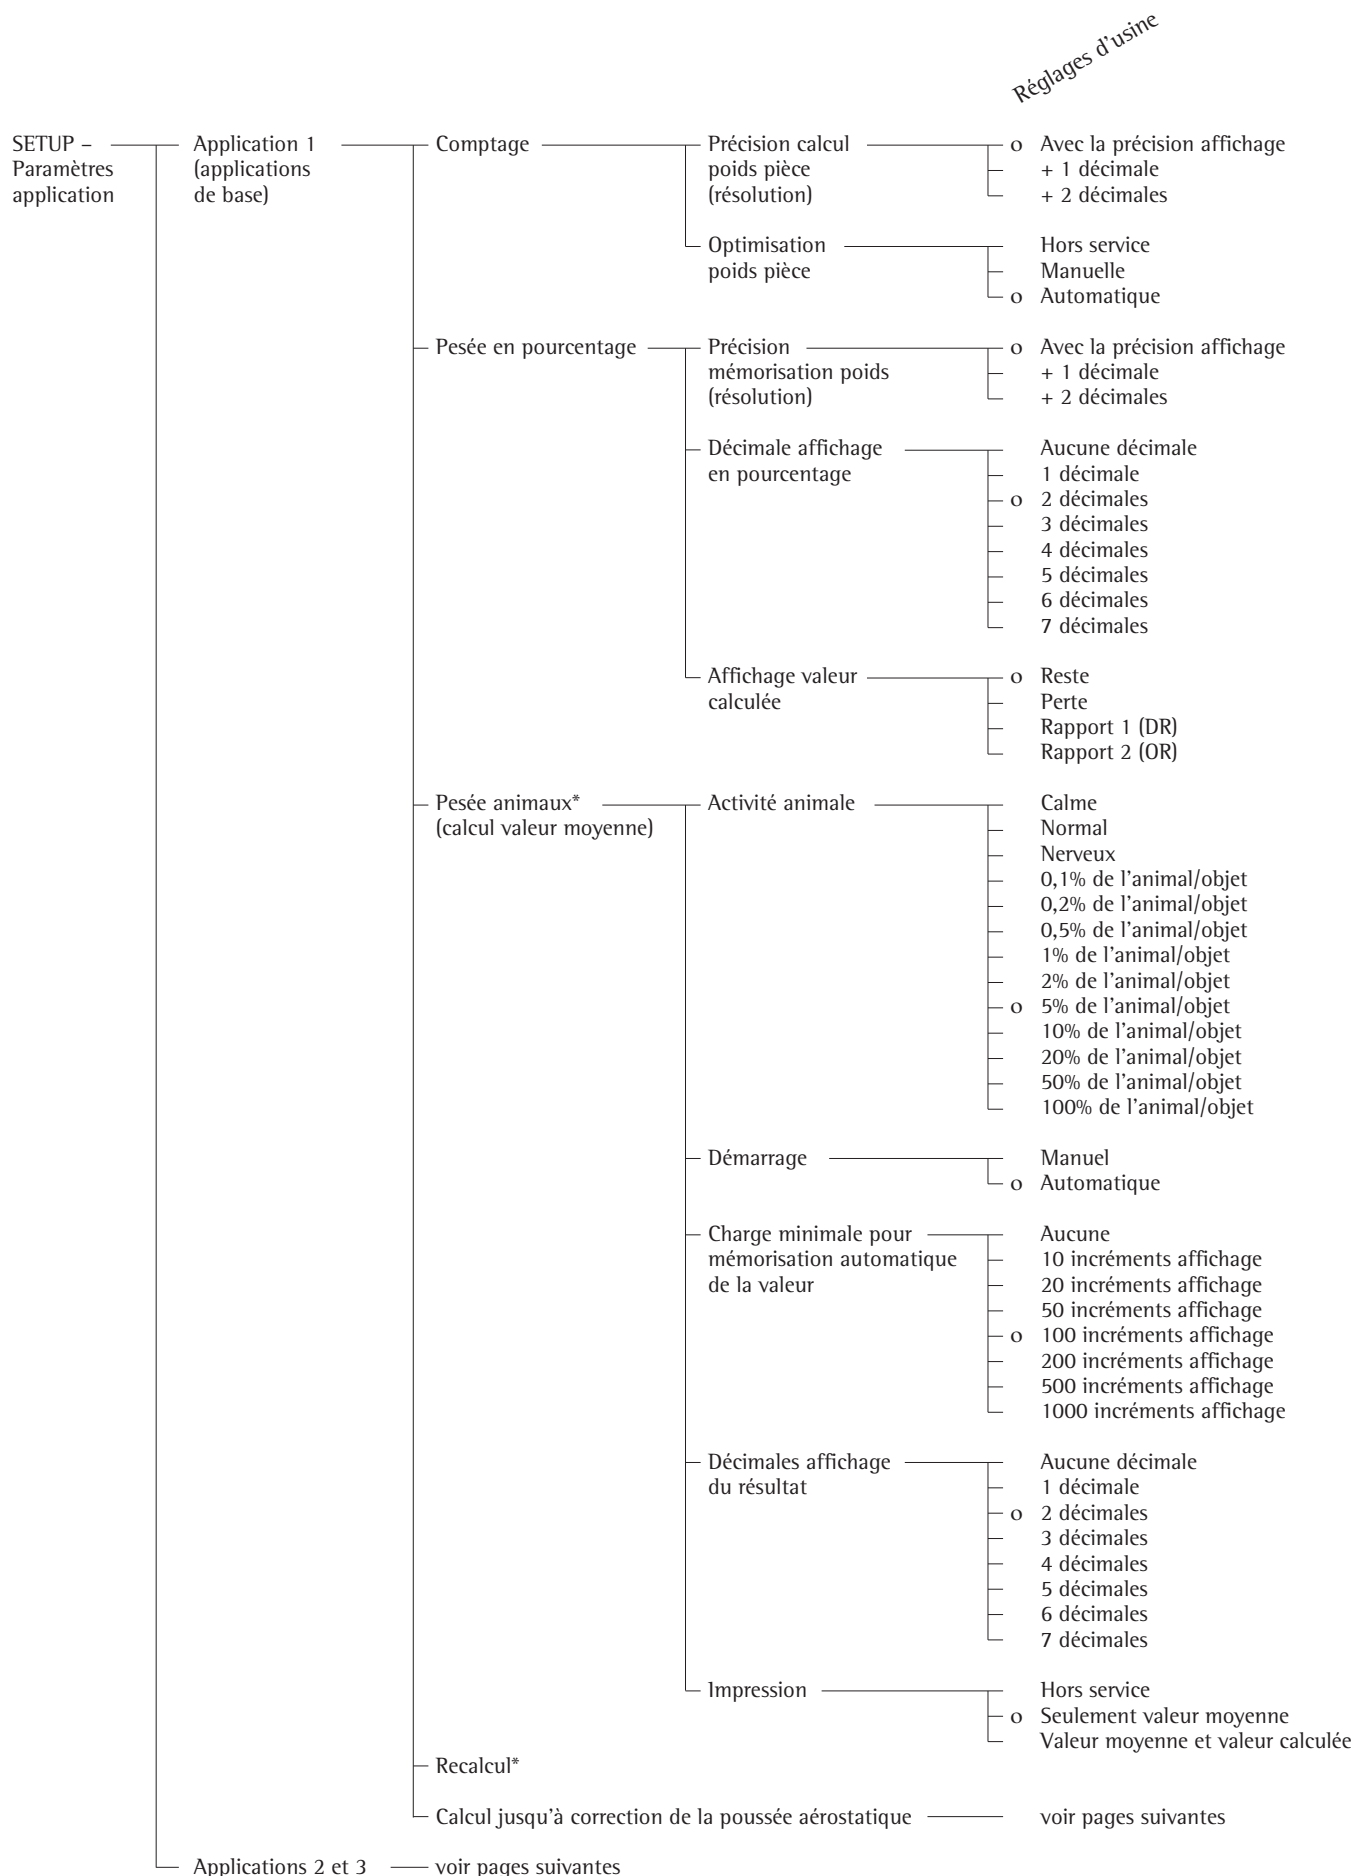 Réglages d'usine
SETUP – Application 1 Comptage Précision calcul o Avec la précision affichage
Paramètres (applications poids pièce + 1 décimale
application de base) (résolution) + 2 décimales
Optimisation Hors service
poids pièce Manuelle
o Automatique
Pesée en pourcentage Précision o Avec la précision affichage
mémorisation poids + 1 décimale
(résolution) + 2 décimales
Décimale affichage Aucune décimale
en pourcentage 1 décimale
o 2 décimales
3 décimales
4 décimales
5 décimales
6 décimales
7 décimales
Affichage valeur o Reste
calculée Perte
Rapport 1 (DR)
Rapport 2 (OR)
Pesée animaux* Activité animale Calme
(calcul valeur moyenne) Normal
Nerveux
0,1% de l'animal/objet
0,2% de l'animal/objet
0,5% de l'animal/objet
1% de l'animal/objet
2% de l'animal/objet
o 5% de l'animal/objet
10% de l'animal/objet
20% de l'animal/objet
50% de l'animal/objet
100% de l'animal/objet
Démarrage Manuel
o Automatique
Charge minimale pour Aucune
mémorisation automatique 10 incréments affichage
de la valeur 20 incréments affichage
50 incréments affichage
o 100 incréments affichage
200 incréments affichage
500 incréments affichage
1000 incréments affichage
Décimales affichage Aucune décimale
du résultat 1 décimale
o 2 décimales
3 décimales
4 décimales
5 décimales
6 décimales
7 décimales
Impression Hors service
o Seulement valeur moyenne
Valeur moyenne et valeur calculée
Recalcul*
Calcul jusqu'à correction de la poussée aérostatique voir pages suivantes
Applications 2 et 3 voir pages suivantes